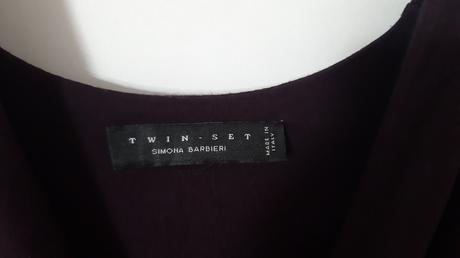 TWIN-SET
SIMONA BARBIERI
MADE IN
ITALY